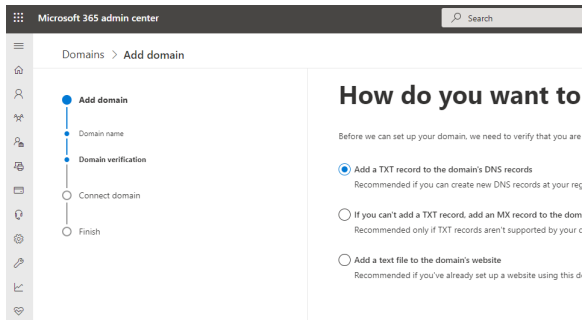 Microsoft 365 admin center
Search
Domains > Add domain
Add domain
Domain name
Domain verification
Connect domain
Finish
How do you want to
Before we can set up your domain, we need to verify that you are
Add a TXT record to the domain's DNS records
Recommended if you can create new DNS records at your reg
If you can't add a TXT record, add an MX record to the dom
Recommended only if TXT records aren't supported by your
Add a text file to the domain's website
Recommended if you've already set up a website using this d